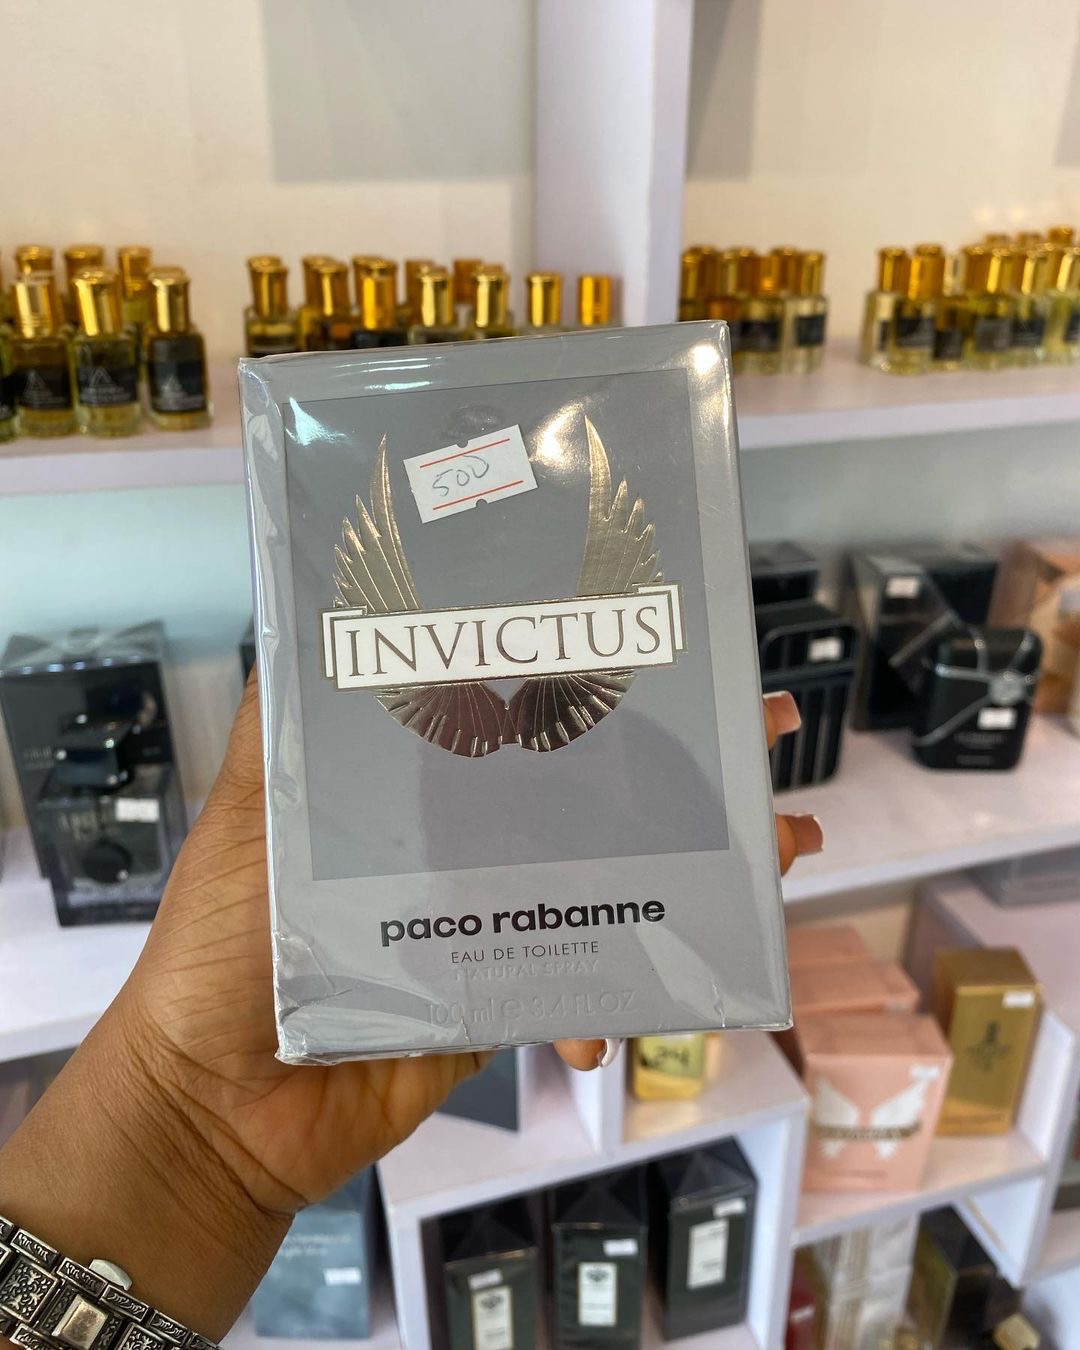 500
INVICTUS
paco rabanne
EAU DE TOILETTE
NATURAL SPRAY
100 ml e 3.4 FL OZ